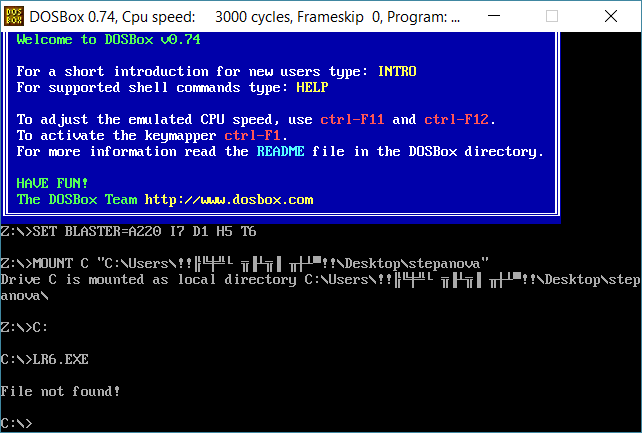 DOSBox 0.74, Cpu speed: 3000 cycles, Frameskip 0, Program: ...
Welcome to DOSBox v0.74
For a short introduction for new users type: INTRO
For supported shell commands type: HELP
To adjust the emulated CPU speed, use ctrl-F11 and ctrl-F12.
To activate the keymapper ctrl-F1.
For more information read the README file in the DOSBox directory.
HAVE FUN!
The DOSBox Team http://www.dosbox.com
Z:\>SET BLASTER=A220 I7 D1 H5 T6
Z:\>MOUNT C "C:\Users\!!\Desktop\stepanova"
Drive C is mounted as local directory C:\Users\!!\Desktop\step
anova\
Z:\>C:
C:\>LR6.EXE
File not found!
C:\>